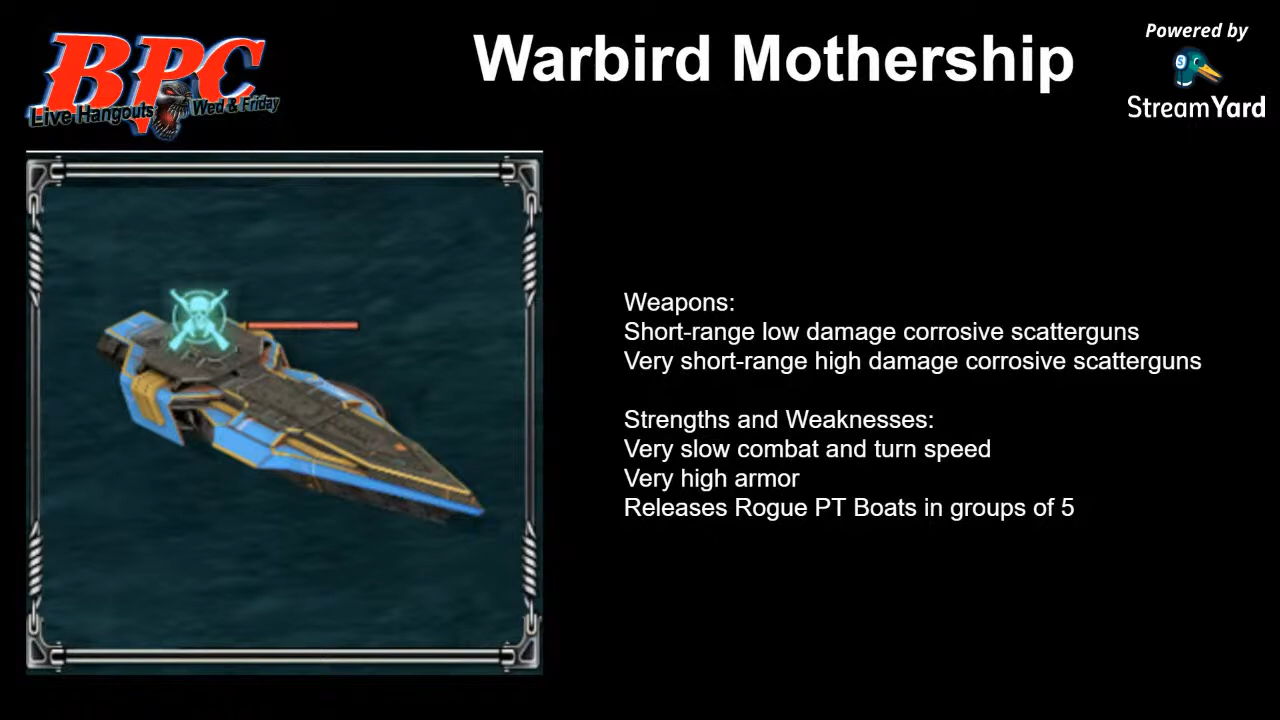 BPC
Live Hangouts Wed & Friday
Warbird Mothership
Powered by
StreamYard
Weapons:
Short-range low damage corrosive scatterguns
Very short-range high damage corrosive scatterguns
Strengths and Weaknesses:
Very slow combat and turn speed
Very high armor
Releases Rogue PT Boats in groups of 5